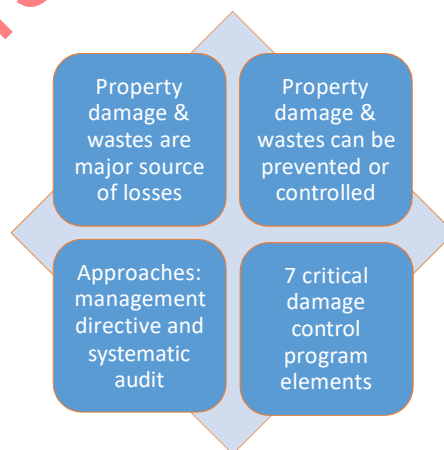 Property
damage &
wastes are
major source
of losses
Property
damage &
wastes can be
prevented or
controlled
Approaches:
management
directive and
systematic
audit
7 critical
damage
control
program
elements